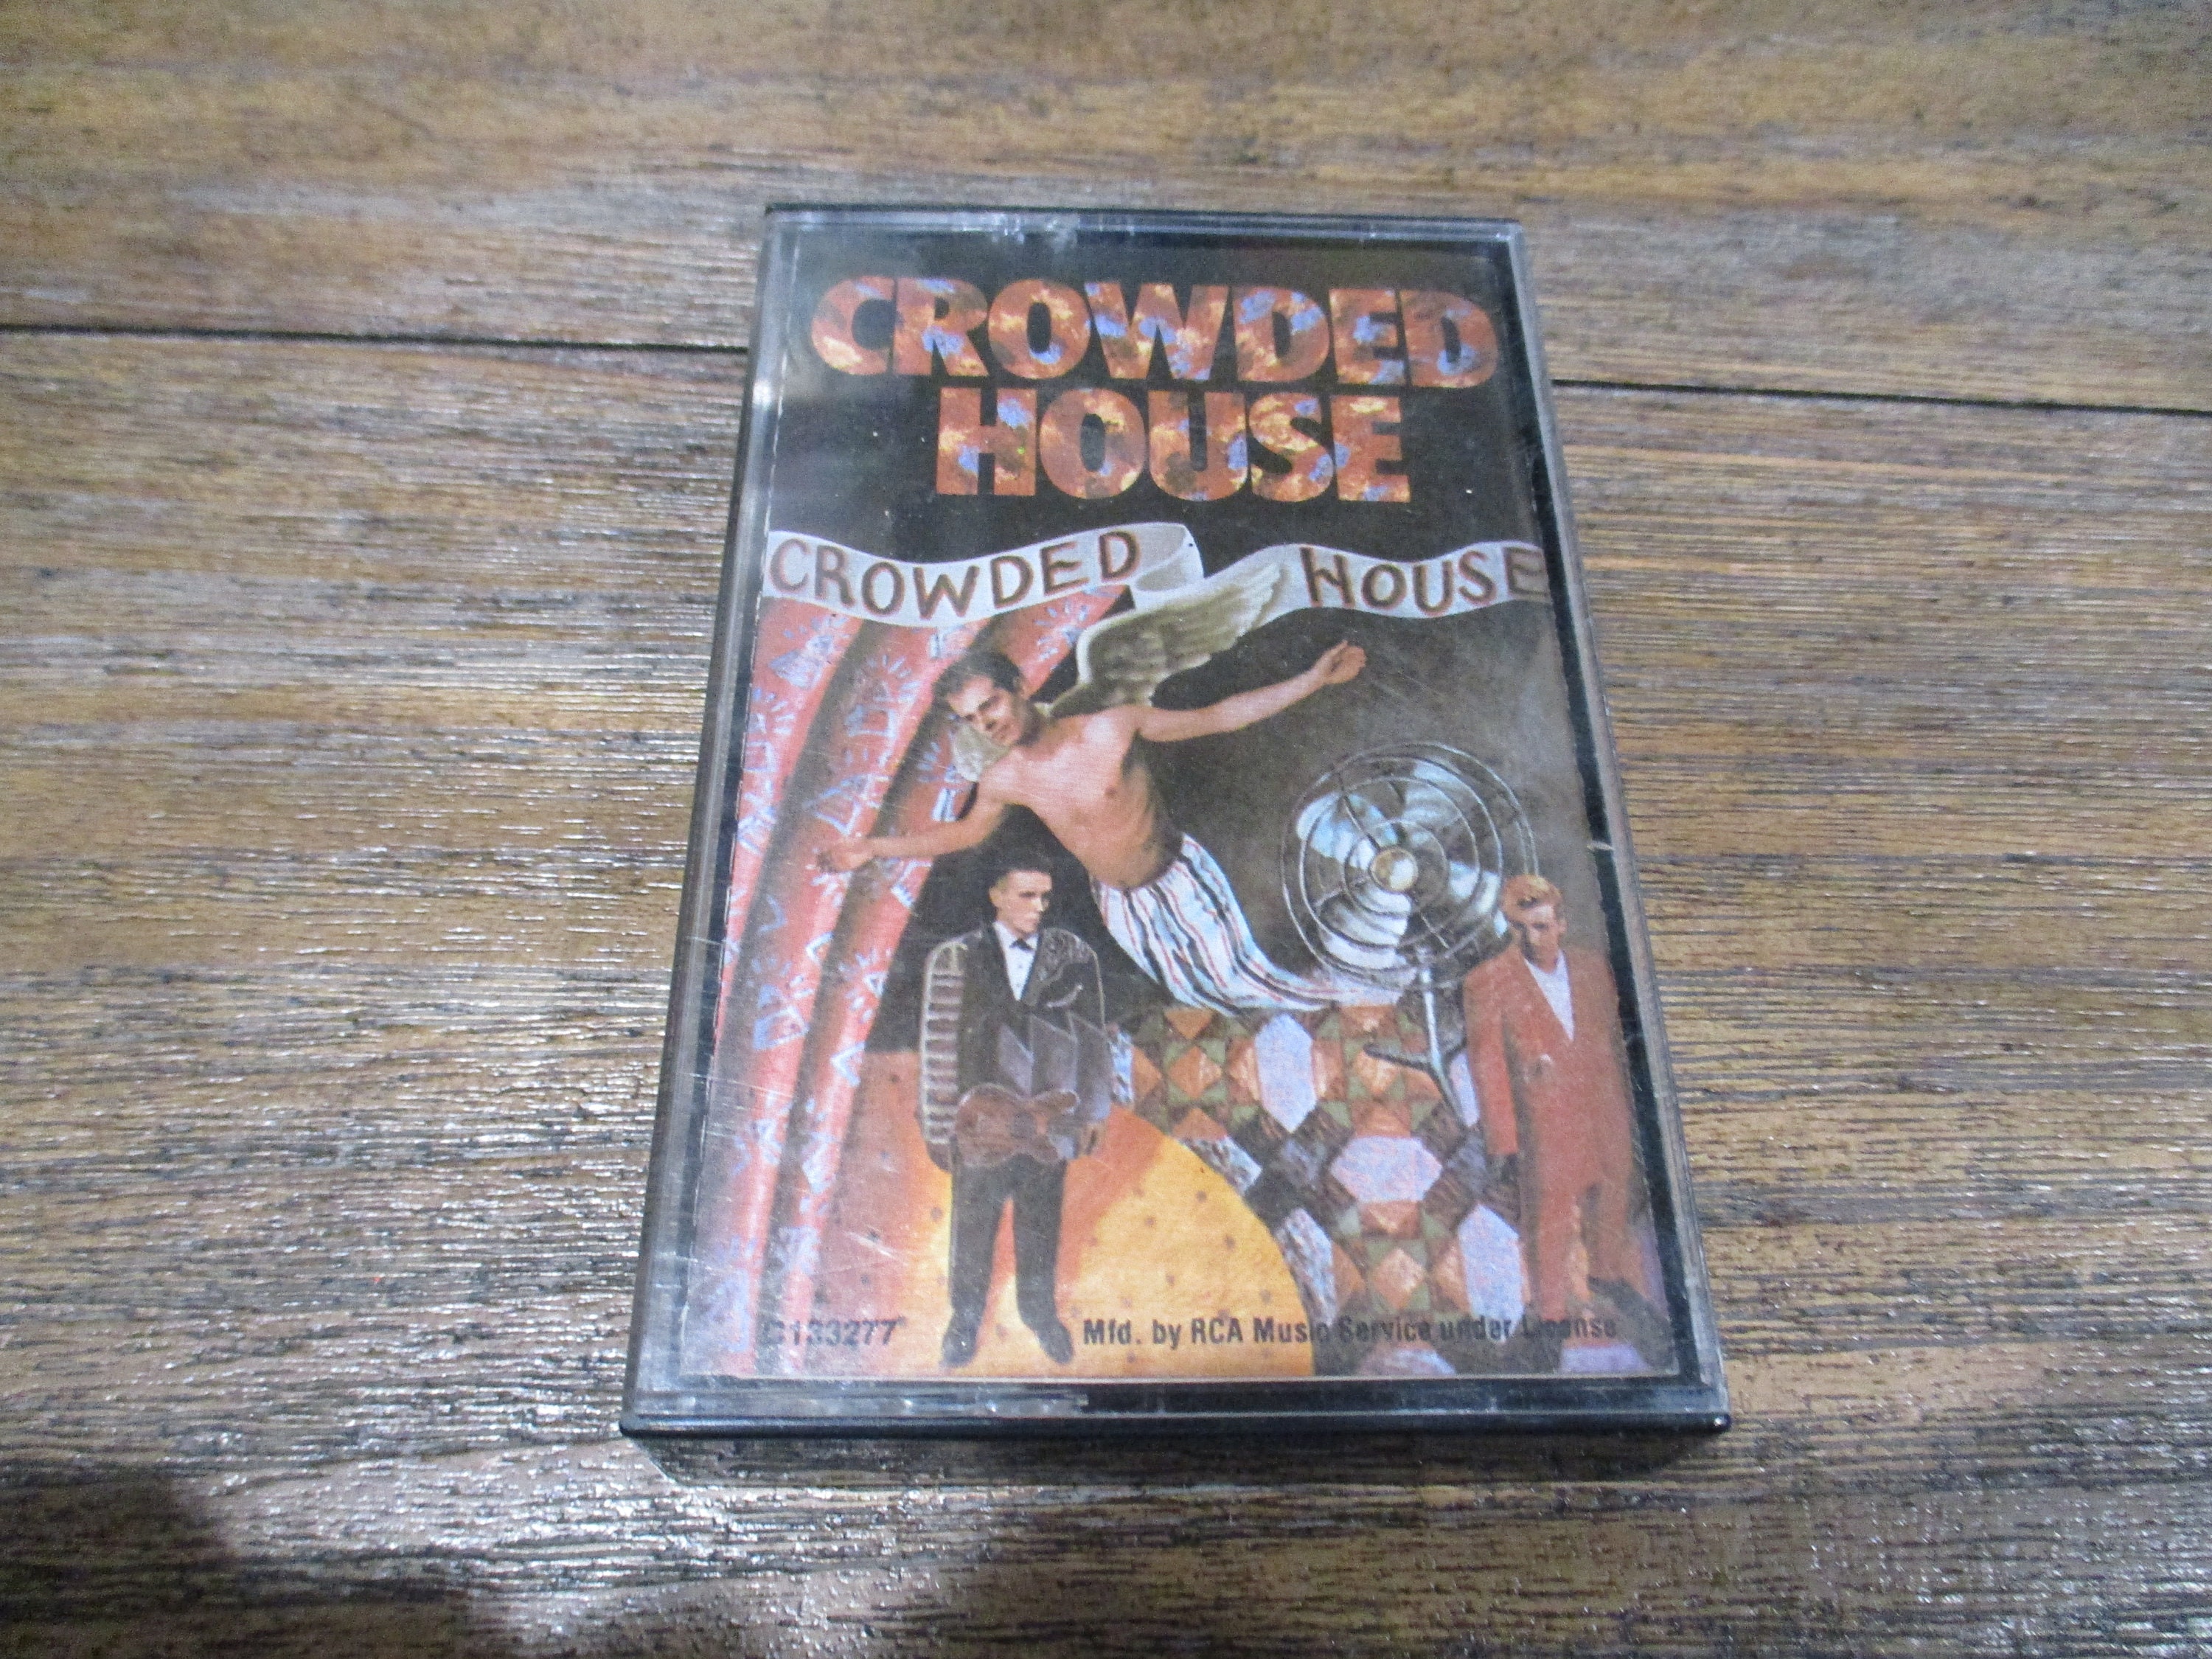 CROWDED
HOUSE
CROWDED HOUSE
C133277
Mfd. by RCA Music Service under License